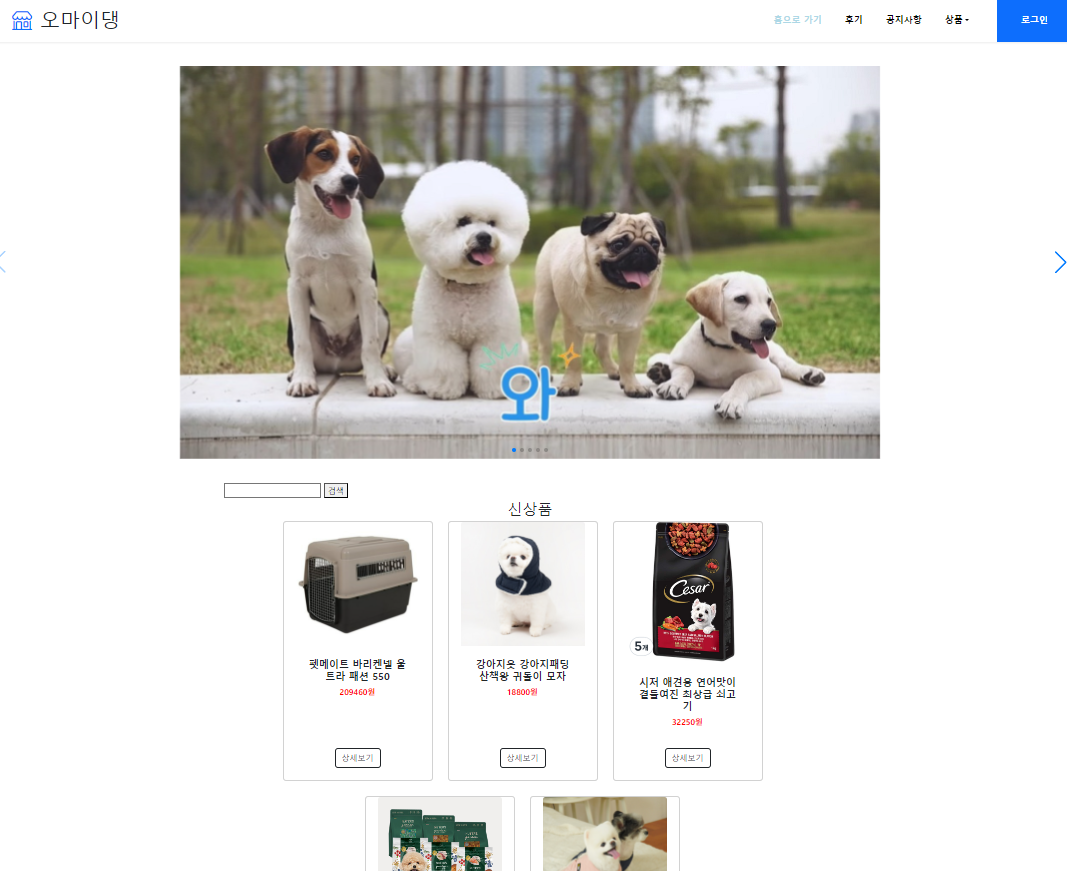 오마이댕
홈으로 가기 후기 공지사항 상품 로그인
와
검색
신상품
펫메이트 바리켄넬 울
트라 패션 550
209460원
상세보기
강아지옷 강아지패딩
산책왕 귀돌이 모자
18800원
상세보기
Cesar
5개
시저 애견용 연어맛이
곁들여진 최상급 쇠고
기
32250원
상세보기